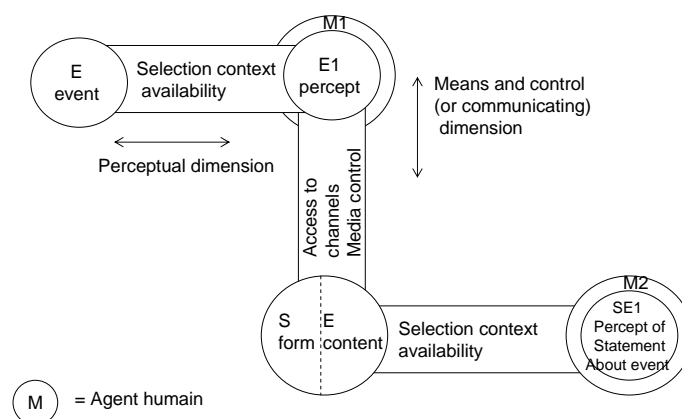 M1
E
event
Selection context
availability
E1
percept
Means and control
(or communicating)
dimension
Perceptual dimension
Access to
channels
Media control
S
form
E
content
Selection context
availability
M2
SE1
Percept of
Statement
About event
M
= Agent humain